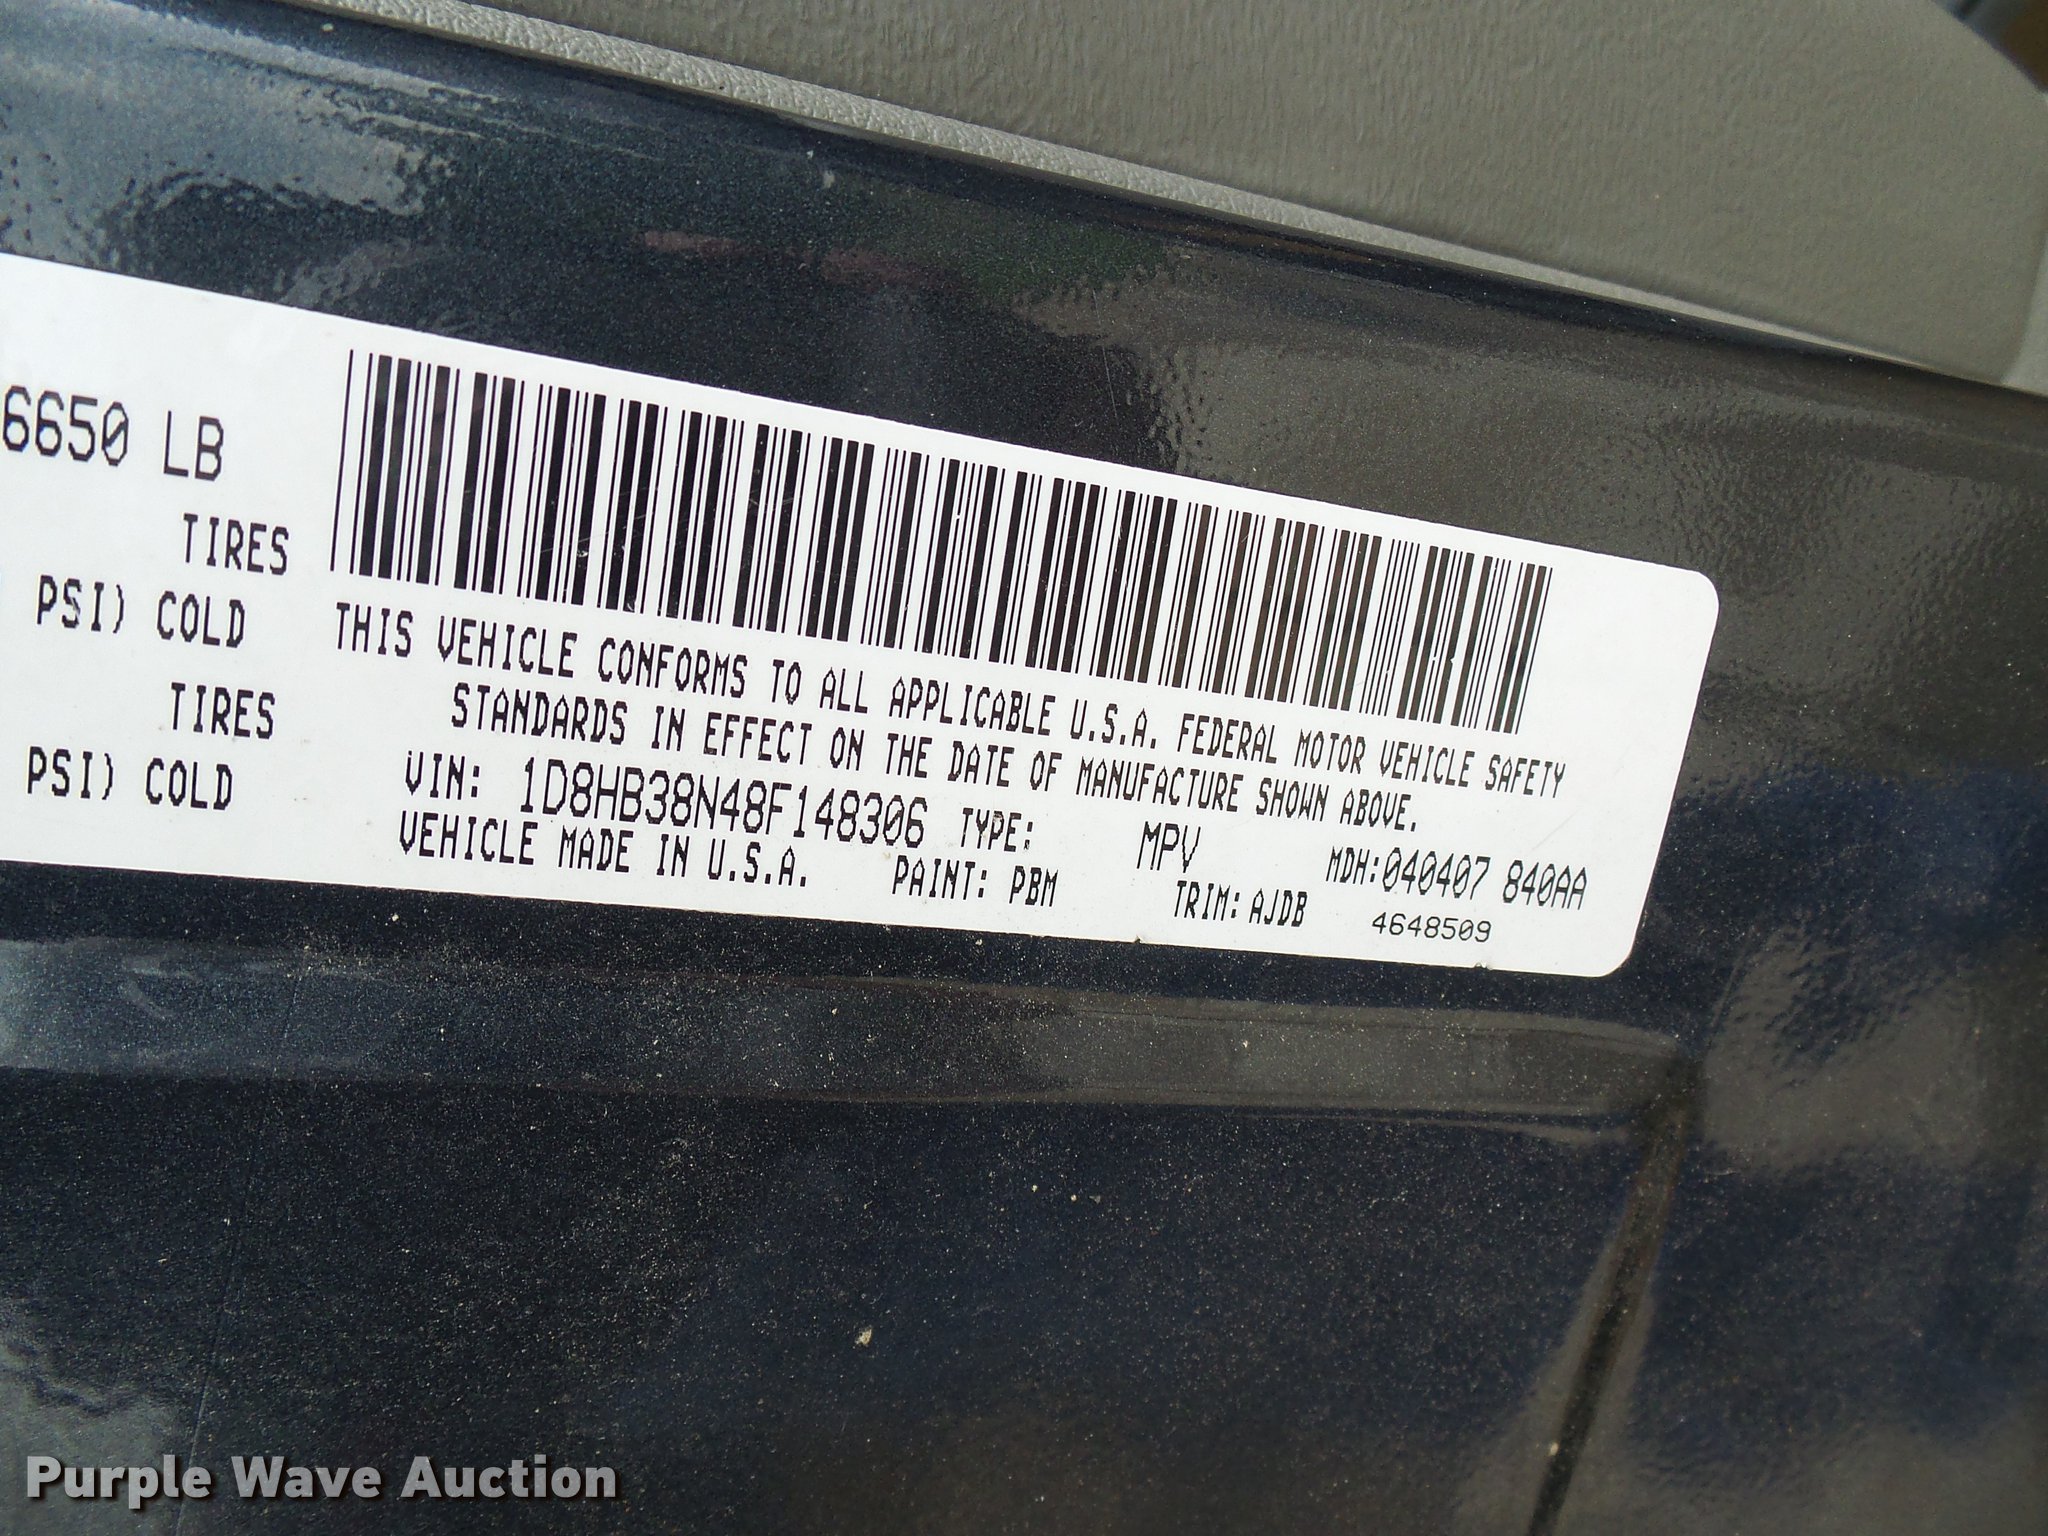 6650 LB
TIRES
PSI) COLD
TIRES
PSI) COLD
THIS VEHICLE CONFORMS TO ALL APPLICABLE U.S.A. FEDERAL MOTOR VEHICLE SAFETY
STANDARDS IN EFFECT ON THE DATE OF MANUFACTURE SHOWN ABOVE.
VIN: 1D8HB38N48F148306 TYPE: MPV MDH:040407 840AA
VEHICLE MADE IN U.S.A. PAINT: PBM TRIM: AJDB 4648509
Purple Wave Auction